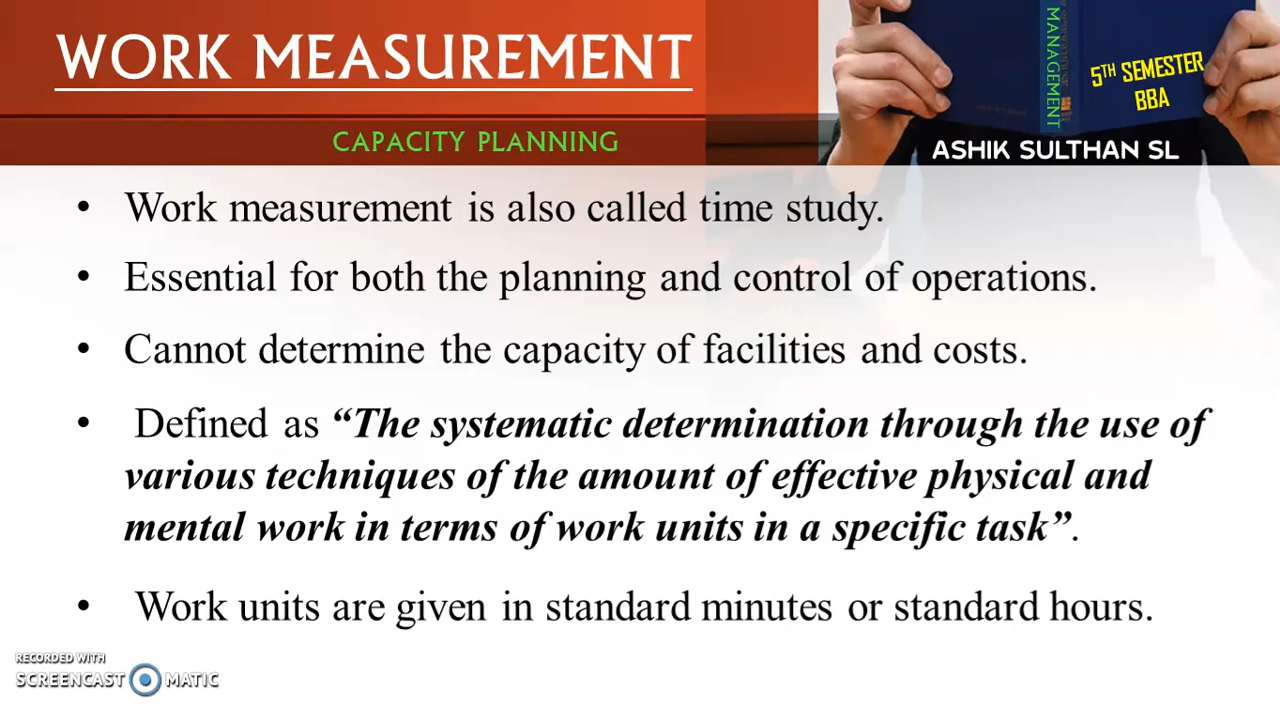 WORK MEASUREMENT
CAPACITY PLANNING
MANAGEMENT
5TH SEMESTER
BBA
ASHIK SULTHAN SL
• Work measurement is also called time study.
• Essential for both the planning and control of operations.
• Cannot determine the capacity of facilities and costs.
• Defined as “The systematic determination through the use of
various techniques of the amount of effective physical and
mental work in terms of work units in a specific task”.
• Work units are given in standard minutes or standard hours.
RECORDED WITH
SCREENCAST MATIC